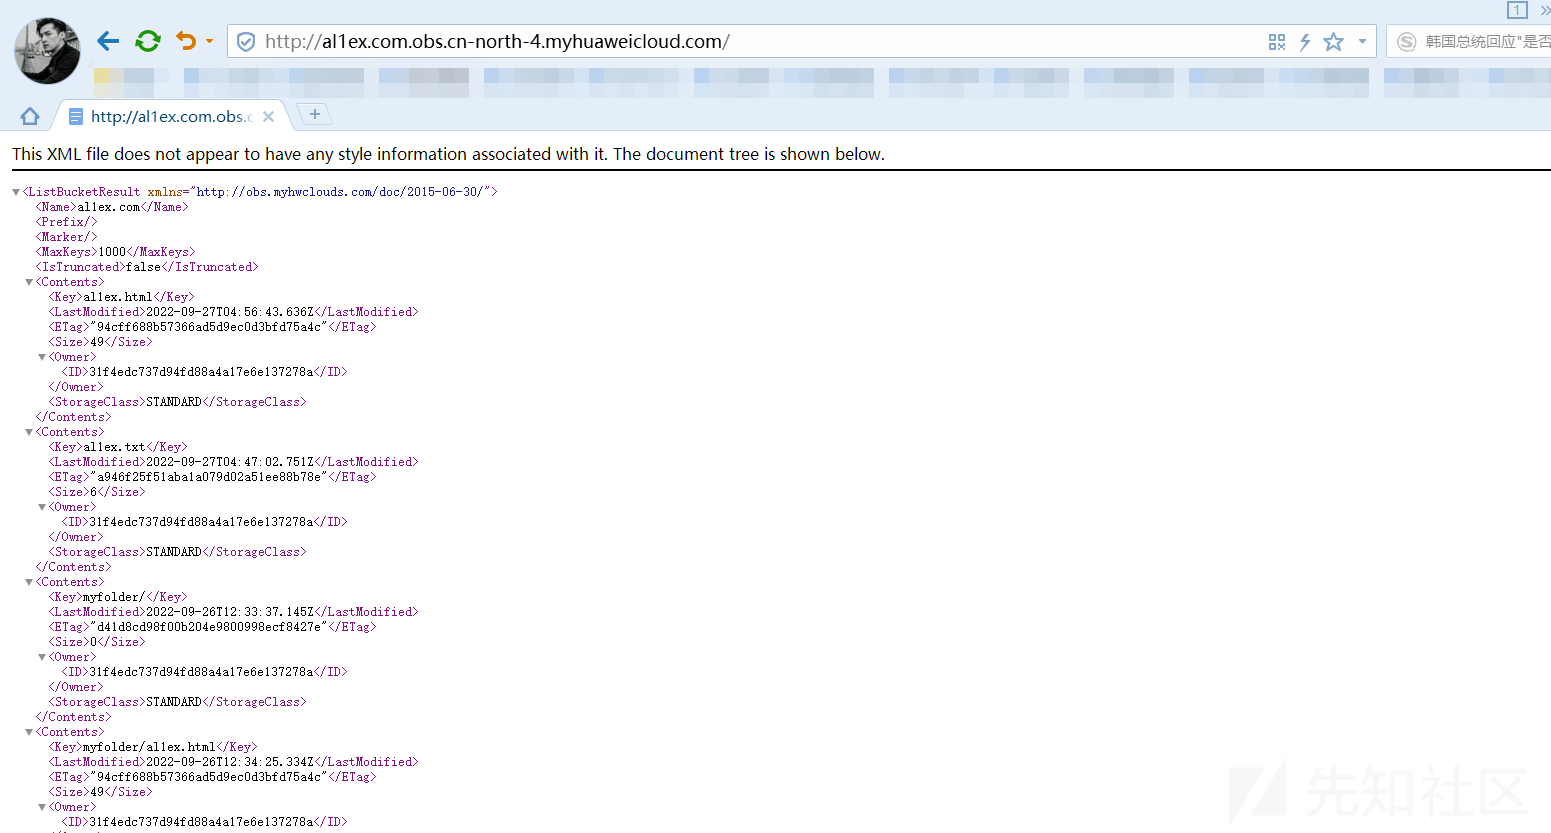 1
http://al1ex.com.obs.cn-north-4.myhuaweicloud.com/
韩国总统回应"是否
http://al1ex.com.obs.c
This XML file does not appear to have any style information associated with it. The document tree is shown below.
▼<ListBucketResult xmlns="http://obs.myhwclouds.com/doc/2015-06-30/">
<Name>al1ex.com</Name>
<Prefix/>
<Marker/>
<MaxKeys>1000</MaxKeys>
<IsTruncated>false</IsTruncated>
▼<Contents>
<Key>al1ex.html</Key>
<LastModified>2022-09-27T04:56:43.636Z</LastModified>
<ETag>"94cff688b57366ad5d9ec0d3bfd75a4c"</ETag>
<Size>49</Size>
▼<Owner>
<ID>31f4edc737d94fd88a4a17e6e137278a</ID>
</Owner>
<StorageClass>STANDARD</StorageClass>
</Contents>
▼<Contents>
<Key>al1ex.txt</Key>
<LastModified>2022-09-27T04:47:02.751Z</LastModified>
<ETag>"a946f25f51aba1a079d02a51ee88b78e"</ETag>
<Size>6</Size>
▼<Owner>
<ID>31f4edc737d94fd88a4a17e6e137278a</ID>
</Owner>
<StorageClass>STANDARD</StorageClass>
</Contents>
▼<Contents>
<Key>myfolder/</Key>
<LastModified>2022-09-26T12:33:37.145Z</LastModified>
<ETag>"d41d8cd98f00b204e9800998ecf8427e"</ETag>
<Size>0</Size>
▼<Owner>
<ID>31f4edc737d94fd88a4a17e6e137278a</ID>
</Owner>
<StorageClass>STANDARD</StorageClass>
</Contents>
▼<Contents>
<Key>myfolder/al1ex.html</Key>
<LastModified>2022-09-26T12:34:25.334Z</LastModified>
<ETag>"94cff688b57366ad5d9ec0d3bfd75a4c"</ETag>
<Size>49</Size>
▼<Owner>
<ID>31f4edc737d94fd88a4a17e6e137278a</ID>
先知社区